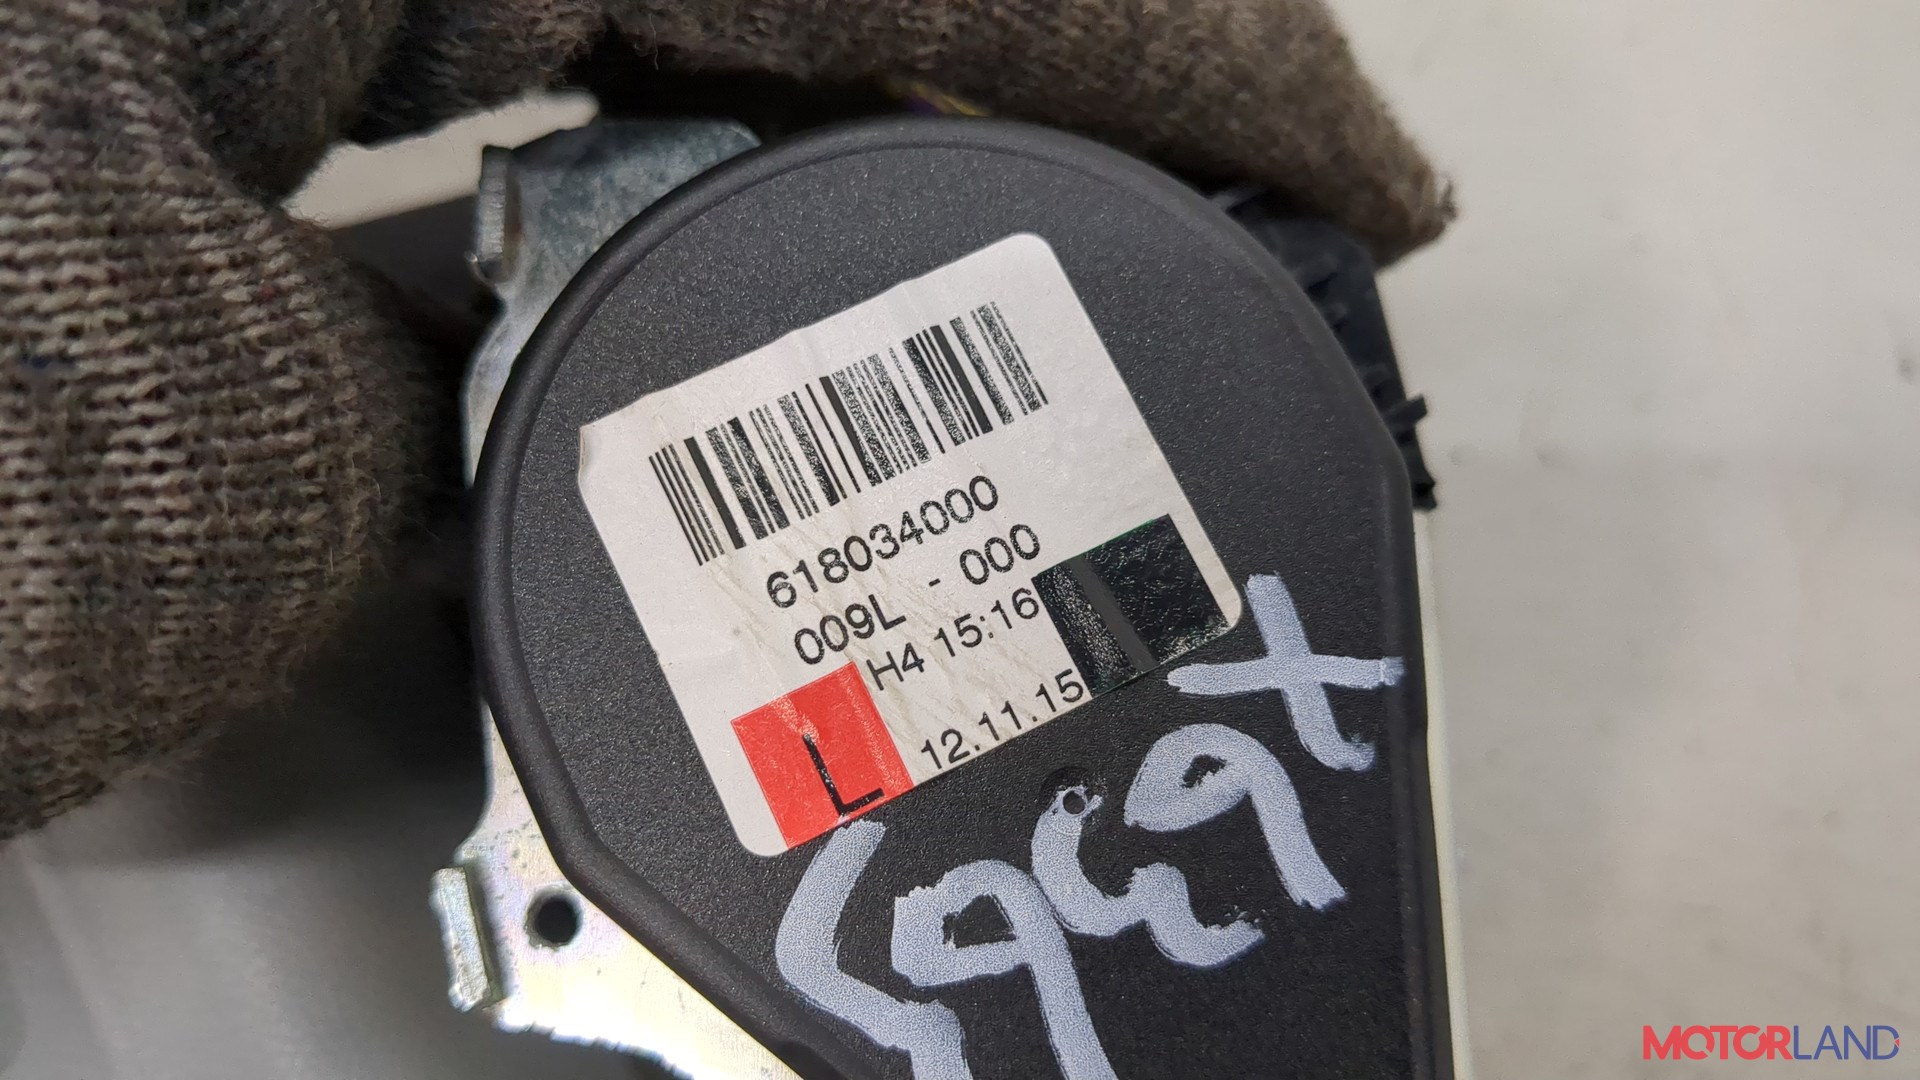 618034000
009L - 000
H4 15:16
12.11.15
L
MOTORLAND